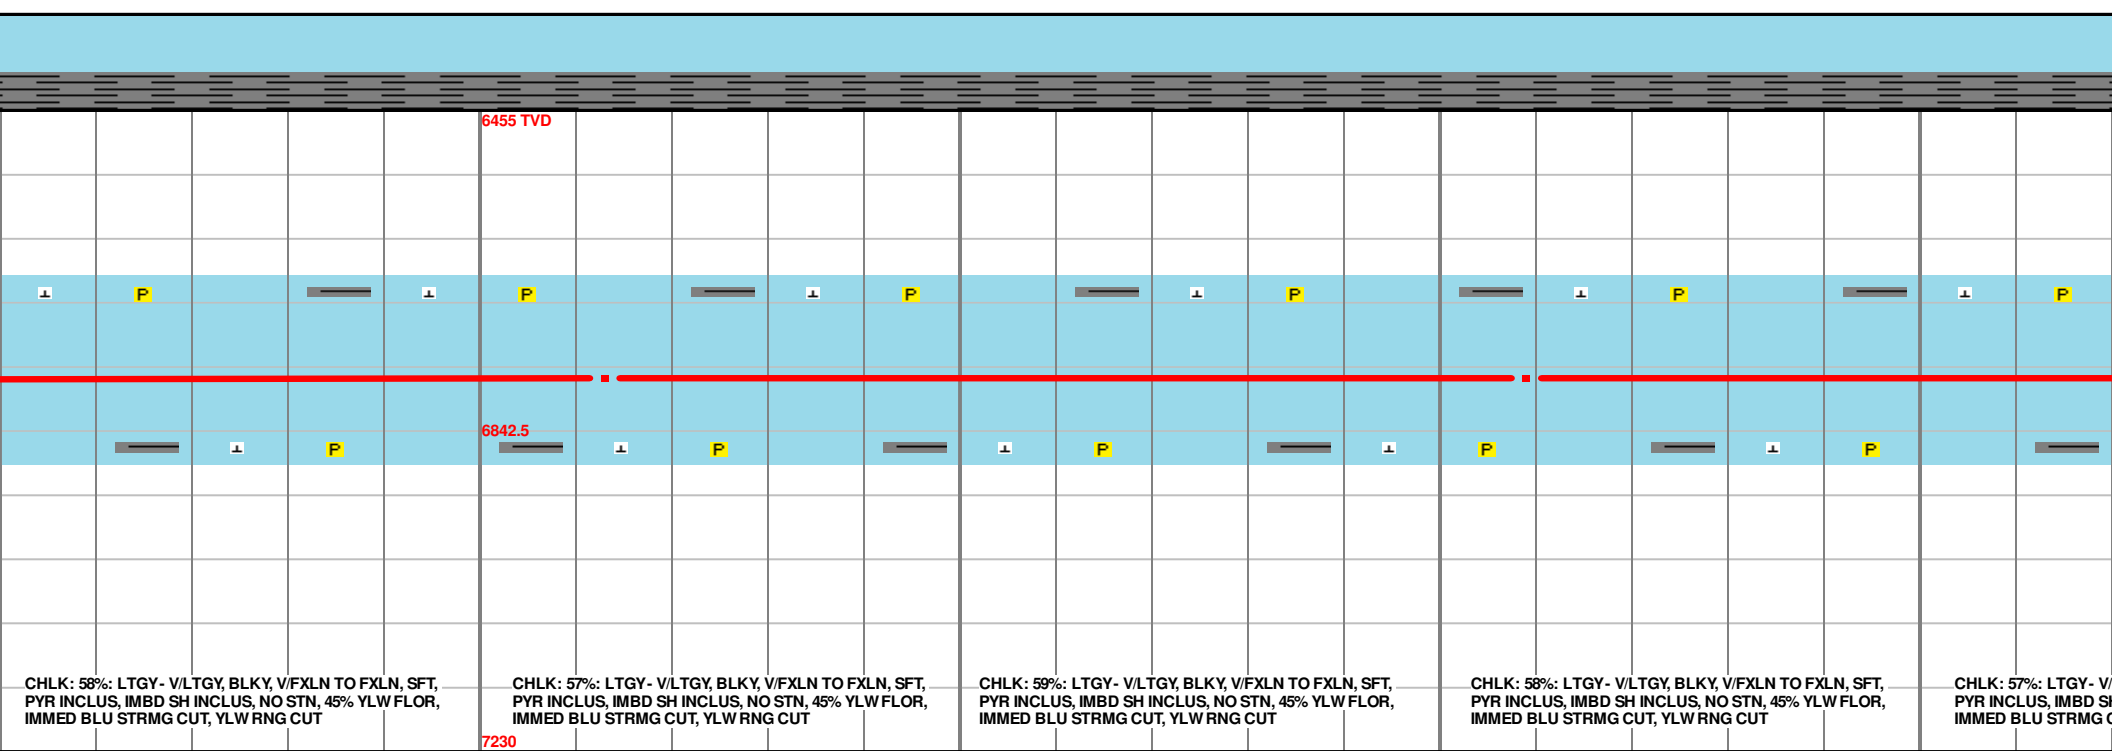 6455 TVD
P P P P P P
6842.5
P P P P P
CHLK: 58%: LTGY- V/LTGY, BLKY, V/FXLN TO FXLN, SFT,
PYR INCLUS, IMBD SH INCLUS, NO STN, 45% YLW FLOR,
IMMED BLU STRMG CUT, YLW RNG CUT
CHLK: 57%: LTGY- V/LTGY, BLKY, V/FXLN TO FXLN, SFT,
PYR INCLUS, IMBD SH INCLUS, NO STN, 45% YLW FLOR,
IMMED BLU STRMG CUT, YLW RNG CUT
CHLK: 59%: LTGY- V/LTGY, BLKY, V/FXLN TO FXLN, SFT,
PYR INCLUS, IMBD SH INCLUS, NO STN, 45% YLW FLOR,
IMMED BLU STRMG CUT, YLW RNG CUT
CHLK: 58%: LTGY- V/LTGY, BLKY, V/FXLN TO FXLN, SFT,
PYR INCLUS, IMBD SH INCLUS, NO STN, 45% YLW FLOR,
IMMED BLU STRMG CUT, YLW RNG CUT
CHLK: 57%: LTGY- V/
PYR INCLUS, IMBD SH
IMMED BLU STRMG
7230